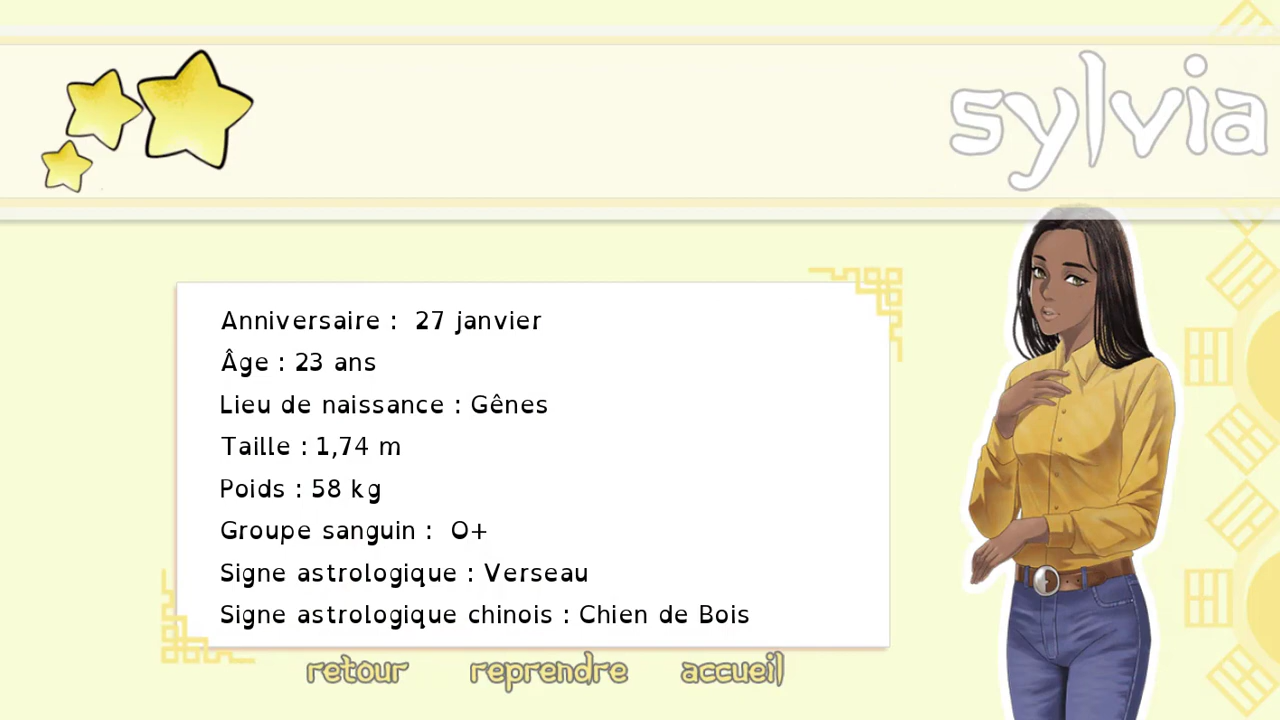 sylvia
Anniversaire : 27 janvier
Âge : 23 ans
Lieu de naissance : Gênes
Taille : 1,74 m
Poids : 58 kg
Groupe sanguin : O+
Signe astrologique : Verseau
Signe astrologique chinois : Chien de Bois
retour reprendre accueil